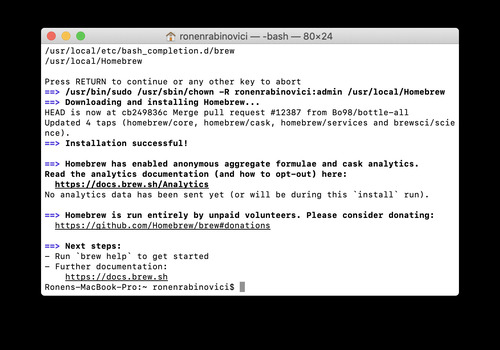 ronenrabinovici — -bash — 80×24
/usr/local/etc/bash_completion.d/brew
/usr/local/Homebrew
Press RETURN to continue or any other key to abort
==> /usr/bin/sudo /usr/sbin/chown -R ronenrabinovici:admin /usr/local/Homebrew
==> Downloading and installing Homebrew...
HEAD is now at cb249836c Merge pull request #12387 from Bo98/bottle-all
Updated 4 taps (homebrew/core, homebrew/cask, homebrew/services and brewsci/scie
nce).
==> Installation successful!
==> Homebrew has enabled anonymous aggregate formulae and cask analytics.
Read the analytics documentation (and how to opt-out) here:
https://docs.brew.sh/Analytics
No analytics data has been sent yet (or will be during this `install` run).
==> Homebrew is run entirely by unpaid volunteers. Please consider donating:
https://github.com/Homebrew/brew#donations
==> Next steps:
- Run `brew help` to get started
- Further documentation:
https://docs.brew.sh
Ronens-MacBook-Pro:~ ronenrabinovici$